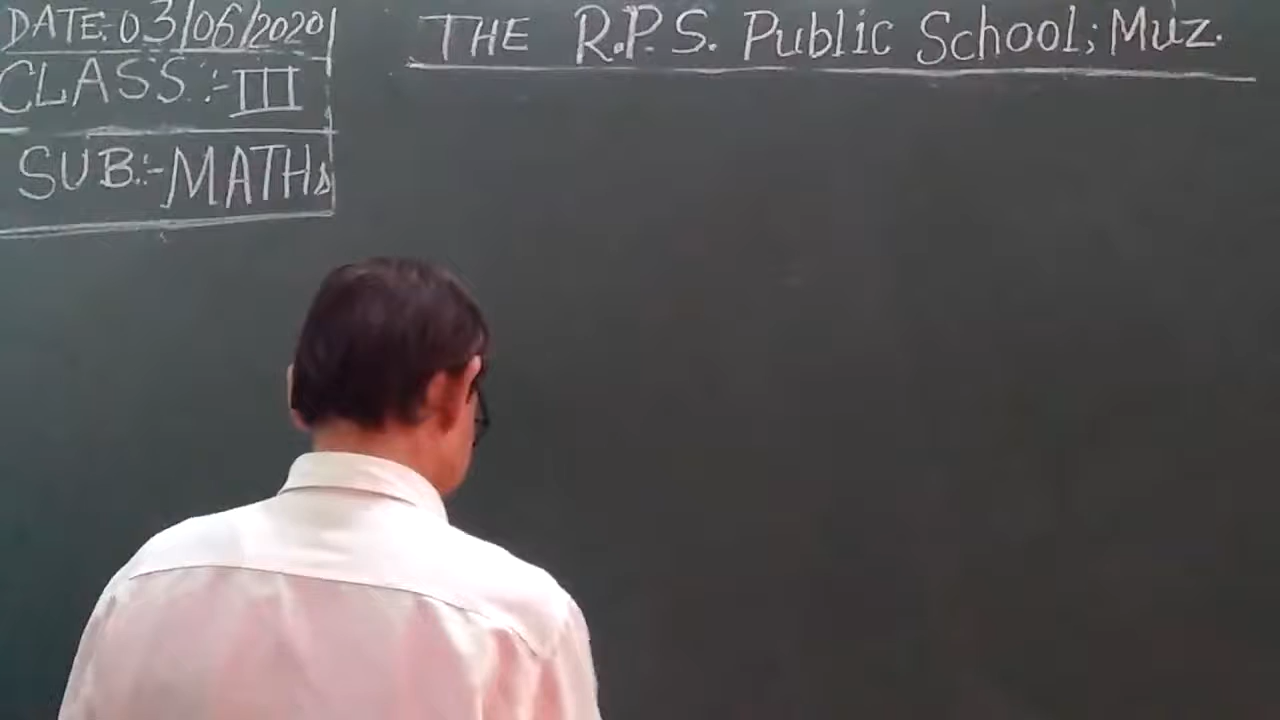 DATE:03/06/2020
THE R.P.S. Public School; Muz.
CLASS:-III
SUB:-MATHs